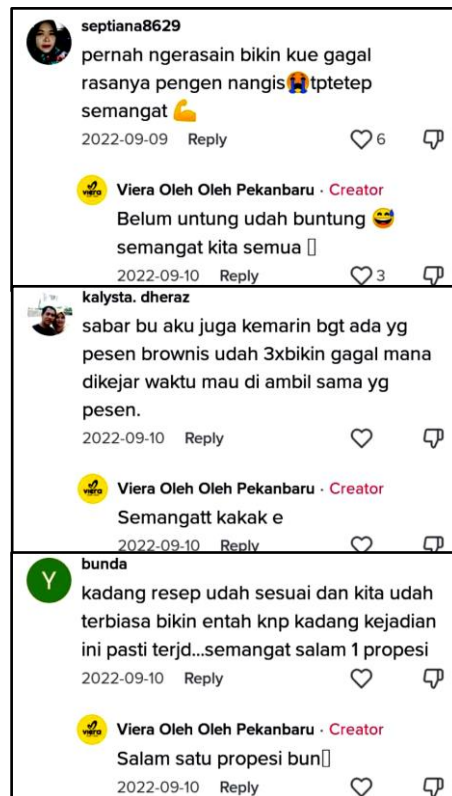 septiana8629
pernah ngerasain bikin kue gagal
rasanya pengen nangis😭tptetep
semangat 💪
2022-09-09 Reply 6
Viera Oleh Oleh Pekanbaru · Creator
Belum untung udah buntung 😅
semangat kita semua ▯
2022-09-10 Reply 3
kalysta. dheraz
sabar bu aku juga kemarin bgt ada yg
pesen brownis udah 3xbikin gagal mana
dikejar waktu mau di ambil sama yg
pesen.
2022-09-10 Reply
Viera Oleh Oleh Pekanbaru · Creator
Semangatt kakak e
2022-09-10 Reply
Y
bunda
kadang resep udah sesuai dan kita udah
terbiasa bikin entah knp kadang kejadian
ini pasti terjd...semangat salam 1 propesi
2022-09-10 Reply
Viera Oleh Oleh Pekanbaru · Creator
Salam satu propesi bun▯
2022-09-10 Reply